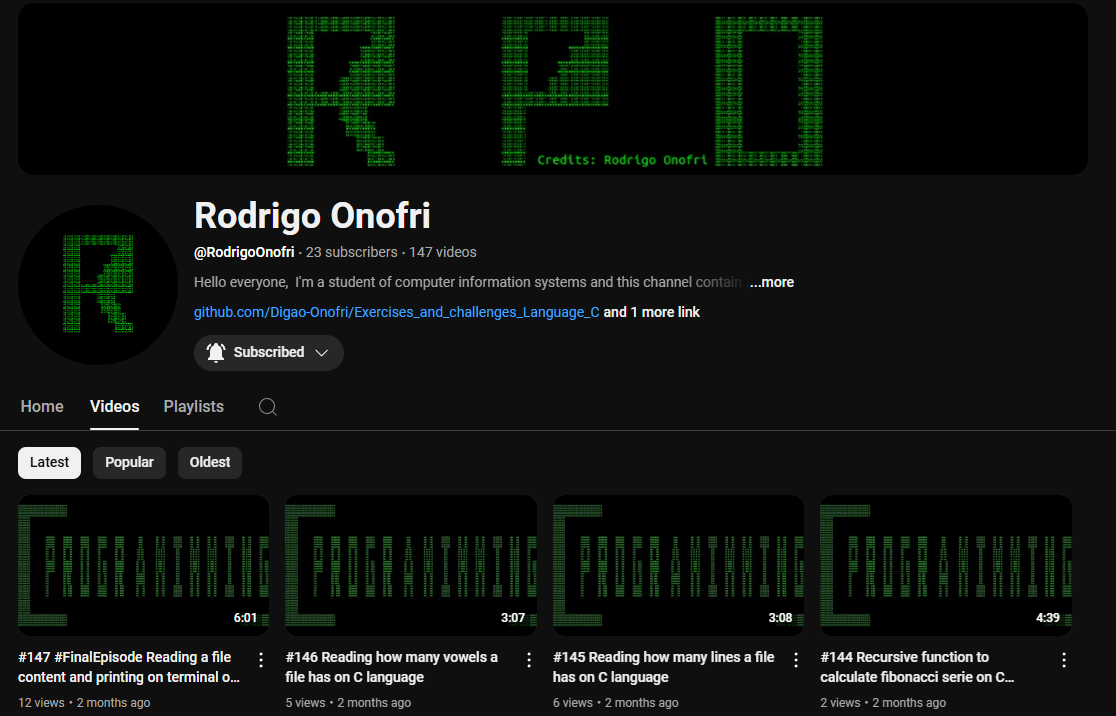 R P O
Credits: Rodrigo Onofri
R
Rodrigo Onofri
@RodrigoOnofri · 23 subscribers · 147 videos
Hello everyone,  I'm a student of computer information systems and this channel contain ...more
github.com/Digao-Onofri/Exercises_and_challenges_Language_C and 1 more link
Subscribed
Home Videos Playlists
Latest Popular Oldest
C PROGRAMMING C PROGRAMMING C PROGRAMMING C PROGRAMMING
6:01 3:07 3:08 4:39
#147 #FinalEpisode Reading a file
content and printing on terminal o...
12 views • 2 months ago
#146 Reading how many vowels a
file has on C language
5 views • 2 months ago
#145 Reading how many lines a file
has on C language
6 views • 2 months ago
#144 Recursive function to
calculate fibonacci serie on C...
2 views • 2 months ago